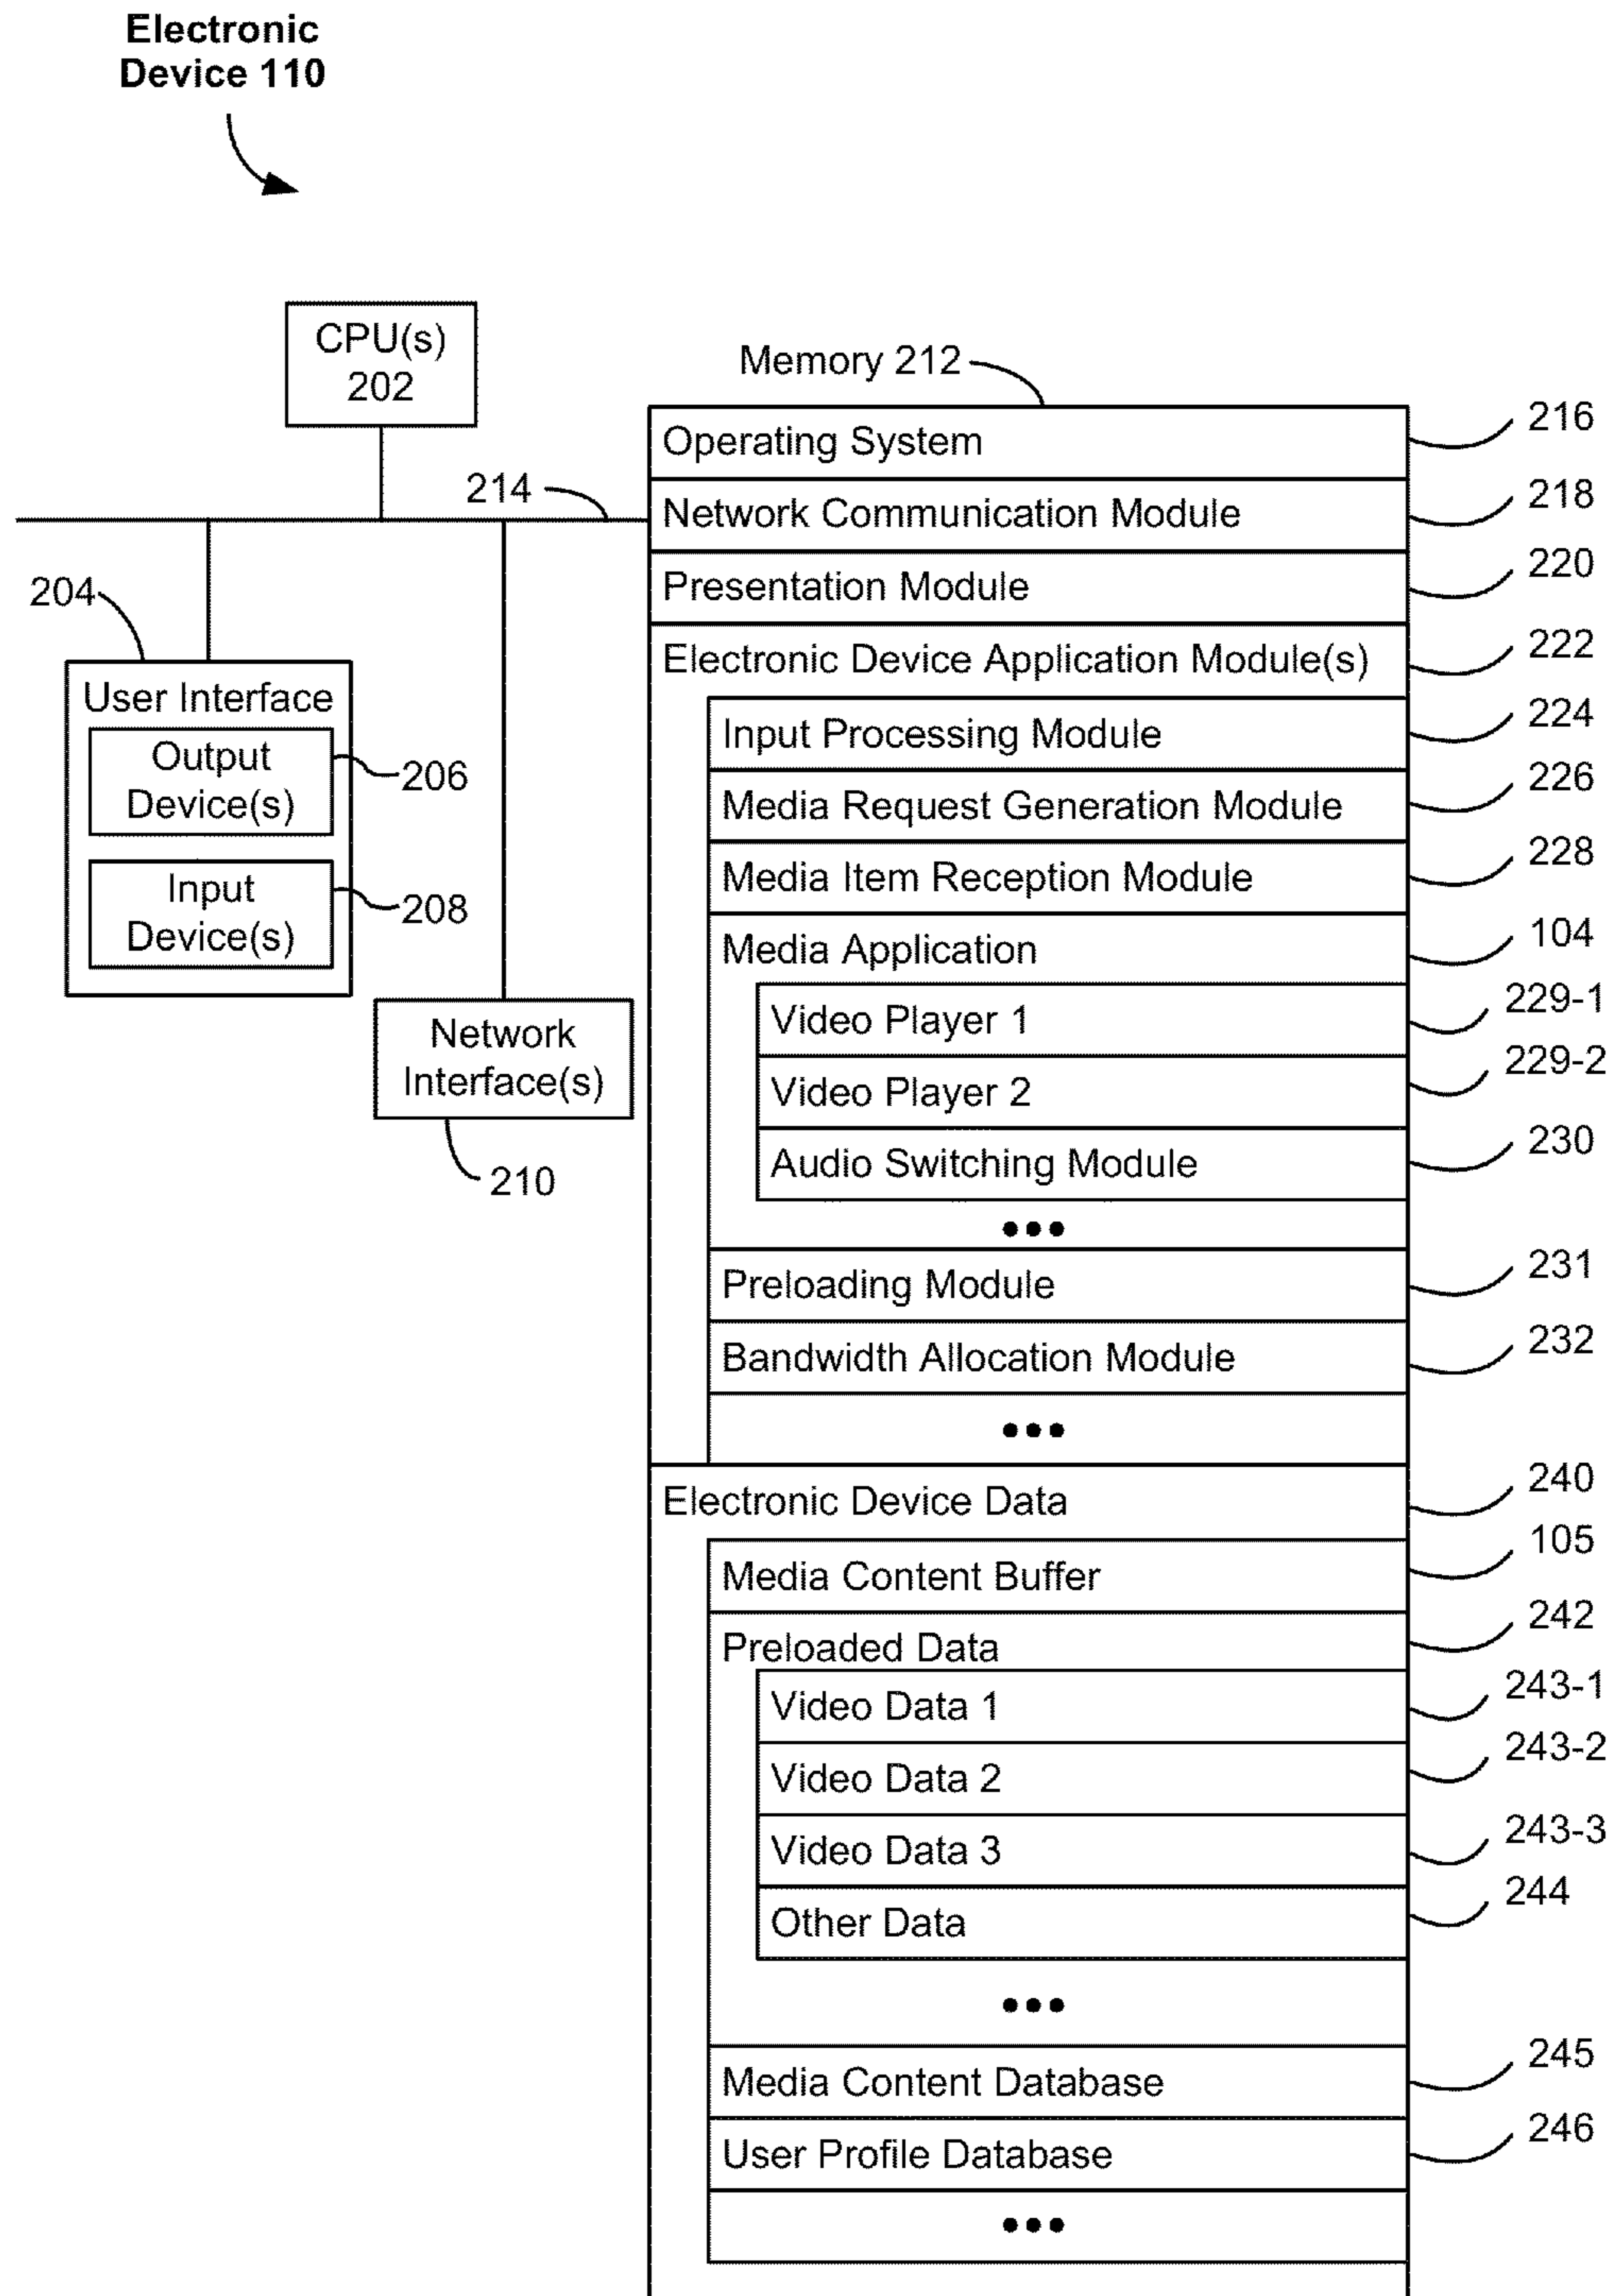 Electronic
Device 110
CPU(s)
202
Memory 212
214
204
User Interface
Output
Device(s)
206
Input
Device(s)
208
Network
Interface(s)
210
Operating System
216
Network Communication Module
218
Presentation Module
220
Electronic Device Application Module(s)
222
Input Processing Module
224
Media Request Generation Module
226
Media Item Reception Module
228
Media Application
104
Video Player 1
229-1
Video Player 2
229-2
Audio Switching Module
230
•••
Preloading Module
231
Bandwidth Allocation Module
232
•••
Electronic Device Data
240
Media Content Buffer
105
Preloaded Data
242
Video Data 1
243-1
Video Data 2
243-2
Video Data 3
243-3
Other Data
244
•••
Media Content Database
245
User Profile Database
246
•••